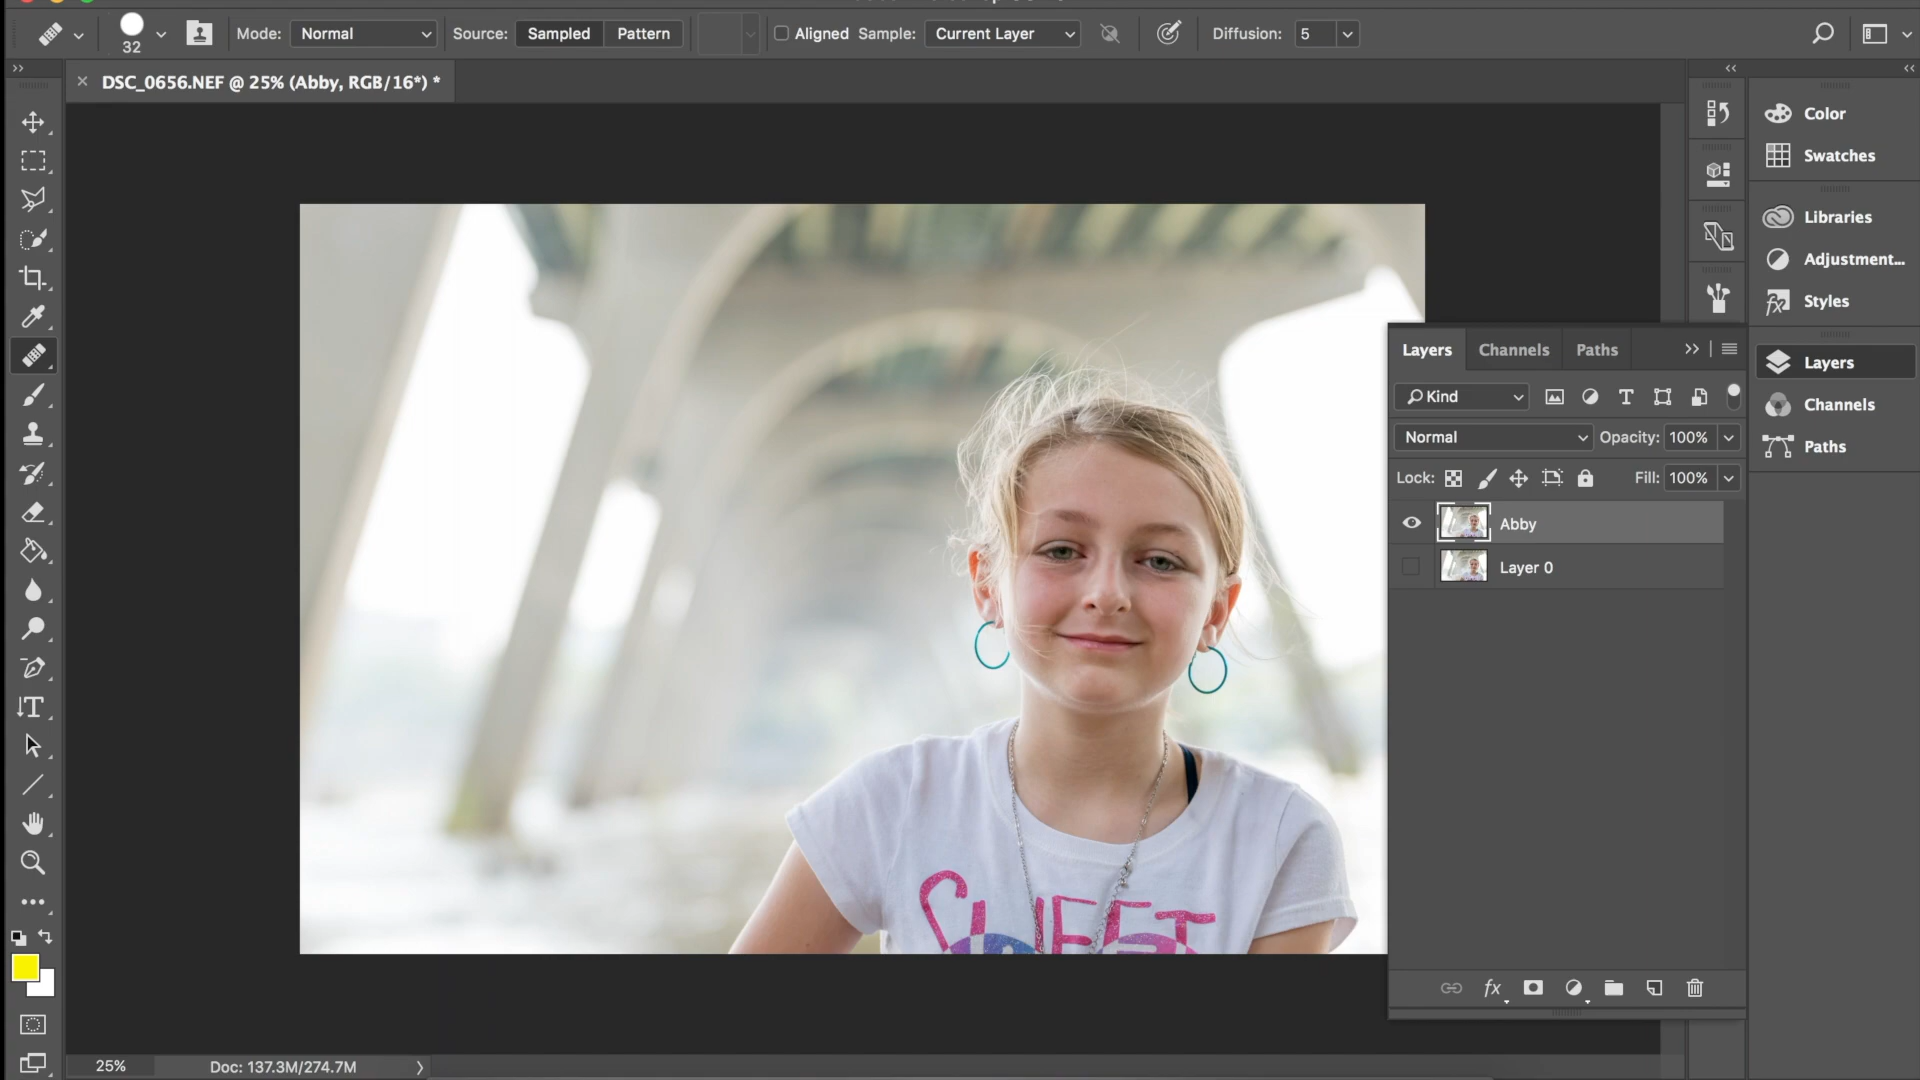 32
Mode: Normal
Source: Sampled Pattern
Aligned Sample: Current Layer
Diffusion: 5
DSC_0656.NEF @ 25% (Abby, RGB/16*) *
Color
Swatches
Libraries
Adjustment...
Styles
Layers
Channels
Paths
Layers Channels Paths
Kind
Normal Opacity: 100%
Lock: Fill: 100%
Abby
Layer 0
fx
SWEET
25% Doc: 137.3M/274.7M